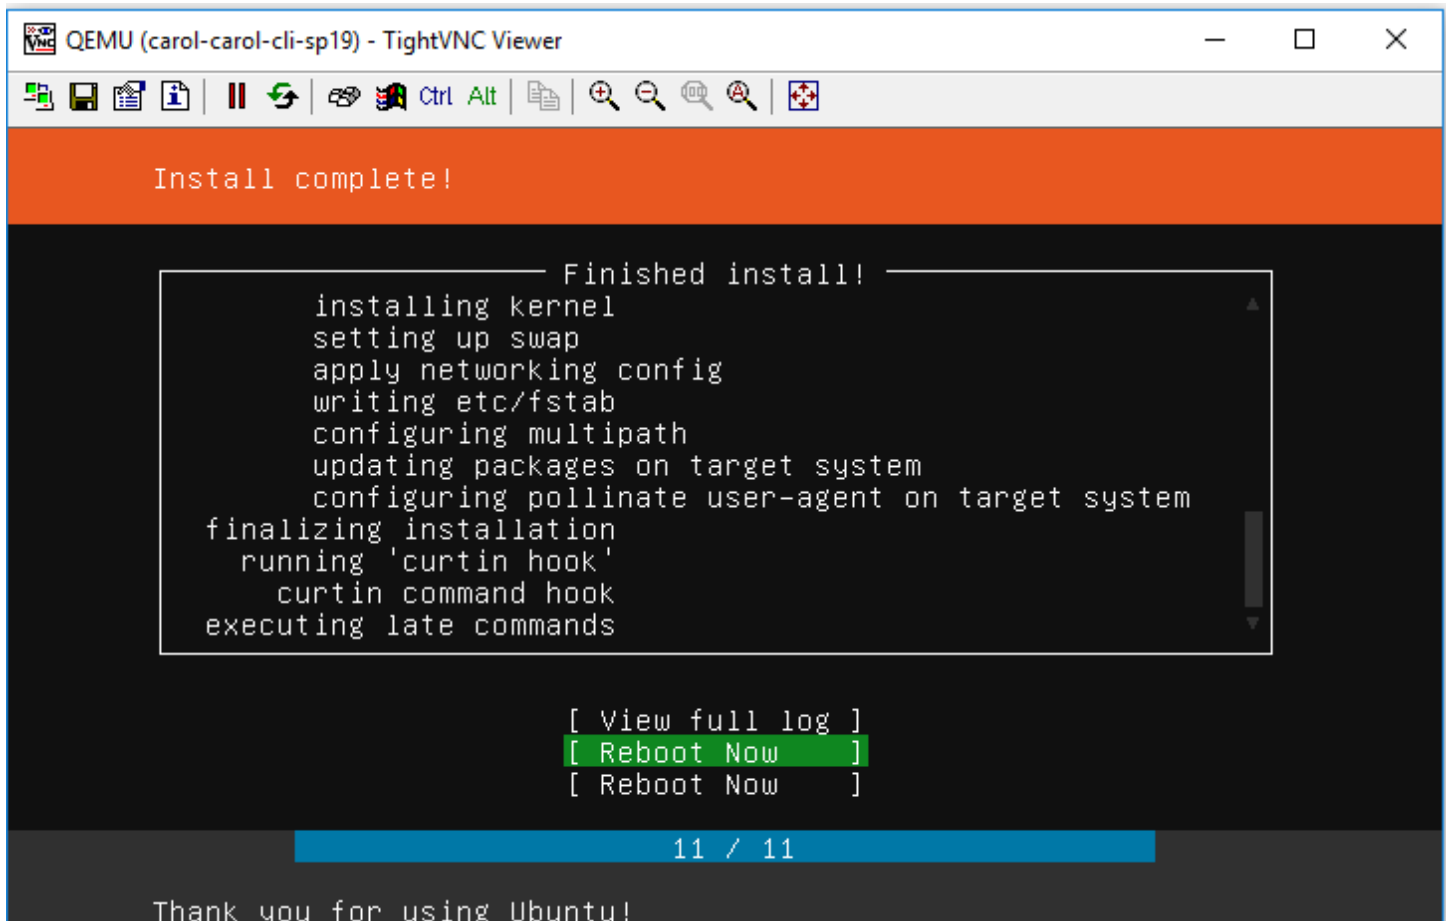 QEMU (carol-carol-cli-sp19) - TightVNC Viewer
Ctrl Alt
Install complete!
Finished install!
installing kernel
setting up swap
apply networking config
writing etc/fstab
configuring multipath
updating packages on target system
configuring pollinate user-agent on target system
finalizing installation
running 'curtin hook'
curtin command hook
executing late commands
[ View full log ]
[ Reboot Now ]
[ Reboot Now ]
11 / 11
Thank you for using Ubuntu!